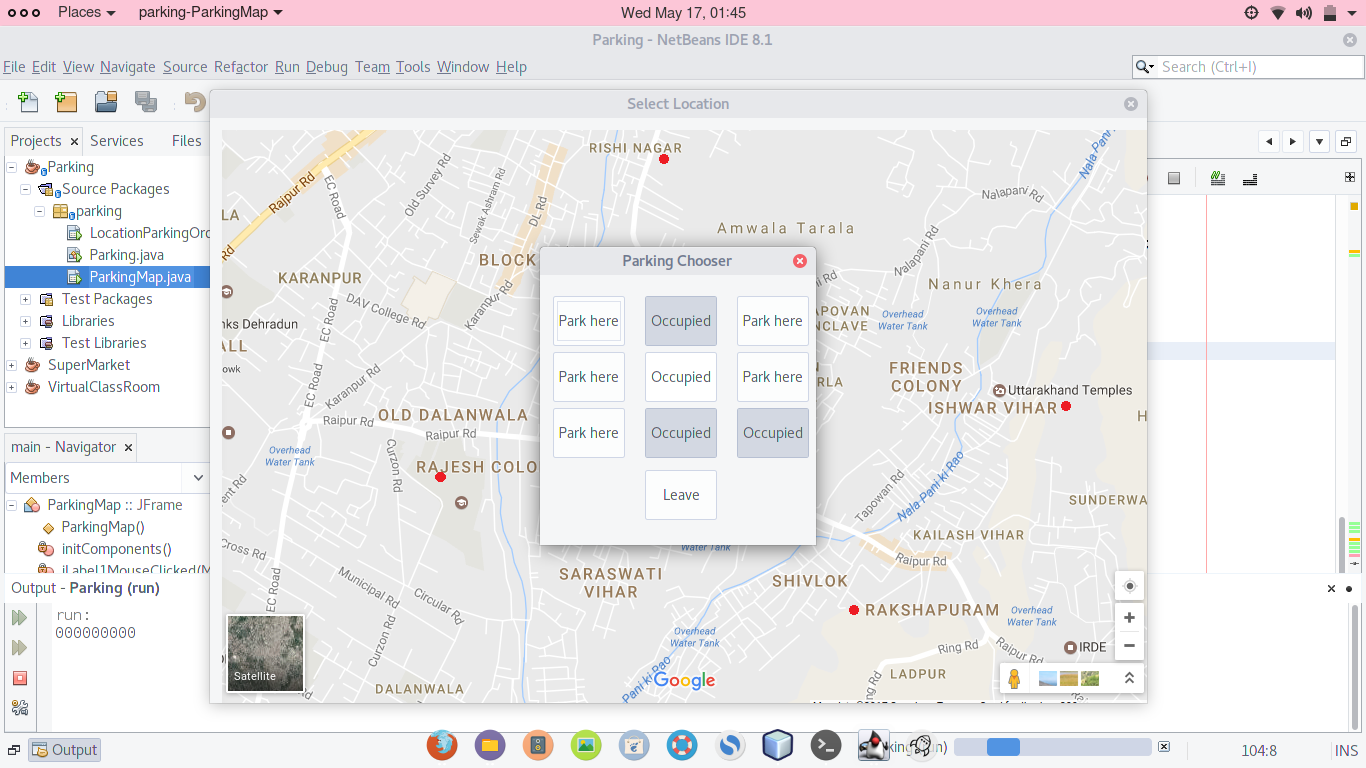 Places
parking-ParkingMap
Wed May 17, 01:45
Parking - NetBeans IDE 8.1
File Edit View Navigate Source Refactor Run Debug Team Tools Window Help
Search (Ctrl+I)
Select Location
Projects
Services
Files
Parking
Source Packages
parking
LocationParkingOrd
Parking.java
ParkingMap.java
Test Packages
Libraries
Test Libraries
SuperMarket
VirtualClassRoom
main - Navigator
Members
ParkingMap :: JFrame
ParkingMap()
initComponents()
jLabel1MouseClicked(M
Output - Parking (run)
run:
000000000
RISHI NAGAR
Rajpur Rd
EC Road
Old Survey Rd
Sewak Ashram Rd
DL Rd
Nala Pani
Nalapani Rd
Amwala Tarala
Nalapani Rd
BLOCK
KARANPUR
DAV College Rd
Karanpur Rd
Nanur Khera
Overhead
Water Tank
Overhead
Water Tank
APOVAN
NCLAVE
nks Dehradun
ALL
EC Road
Karanpur Rd
FRIENDS
COLONY
Uttarakhand Temples
ISHWAR VIHAR
OLD DALANWALA
Raipur Rd
Raipur Rd
Overhead
Water Tank
Curzon Rd
RAJESH COLO
Nala Pani ki Rao
Tapowan Rd
SUNDERWA
KAILASH VIHAR
Raipur Rd
Water Tank
Cross Rd
EC Road
Municipal Rd
Circular Rd
Curzon Rd
SARASWATI
VIHAR
SHIVLOK
RAKSHAPURAM
Overhead
Water Tank
Overhead
Water Tank
Pani ki Rao
Ring Rd
Raipur Rd
IRDE
LADPUR
DALANWALA
Satellite
Google
Parking Chooser
Park here
Occupied
Park here
Park here
Occupied
Park here
Park here
Occupied
Occupied
Leave
Output
104:8
INS